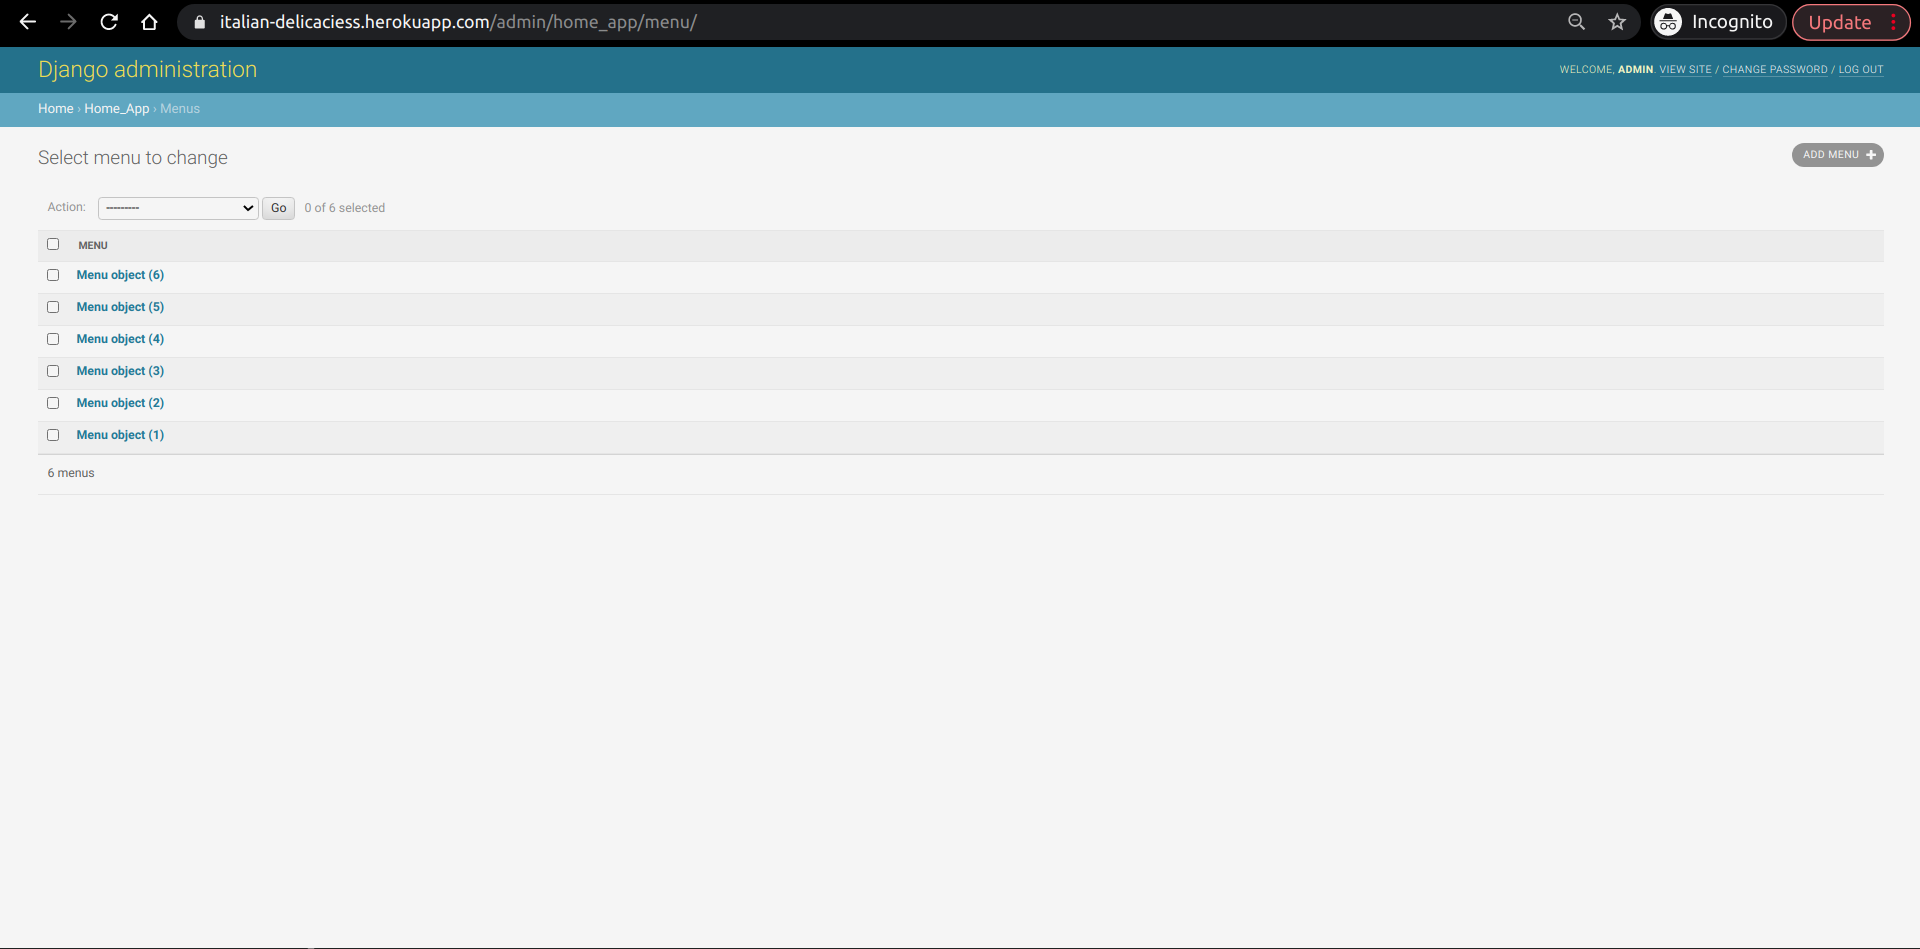 italian-delicaciess.herokuapp.com/admin/home_app/menu/
Incognito
Update
Django administration
WELCOME, ADMIN. VIEW SITE / CHANGE PASSWORD / LOG OUT
Home › Home_App › Menus
Select menu to change
ADD MENU
Action: --------- Go 0 of 6 selected
MENU
Menu object (6)
Menu object (5)
Menu object (4)
Menu object (3)
Menu object (2)
Menu object (1)
6 menus